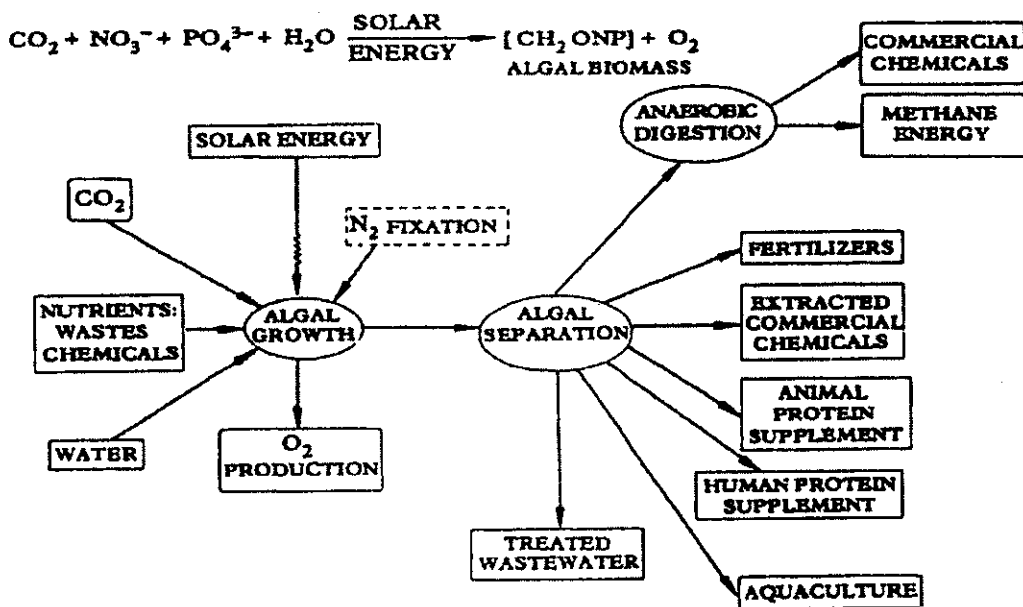 CO₂ + NO₃⁻ + PO₄³⁻ + H₂O SOLAR ENERGY [CH₂ ONP] + O₂
ALGAL BIOMASS
COMMERCIAL
CHEMICALS
ANAEROBIC
DIGESTION
METHANE
ENERGY
SOLAR ENERGY
CO₂
N₂ FIXATION
NUTRIENTS:
WASTES
CHEMICALS
ALGAL
GROWTH
ALGAL
SEPARATION
FERTILIZERS
EXTRACTED
COMMERCIAL
CHEMICALS
ANIMAL
PROTEIN
SUPPLEMENT
WATER
O₂
PRODUCTION
HUMAN PROTEIN
SUPPLEMENT
TREATED
WASTEWATER
AQUACULTURE